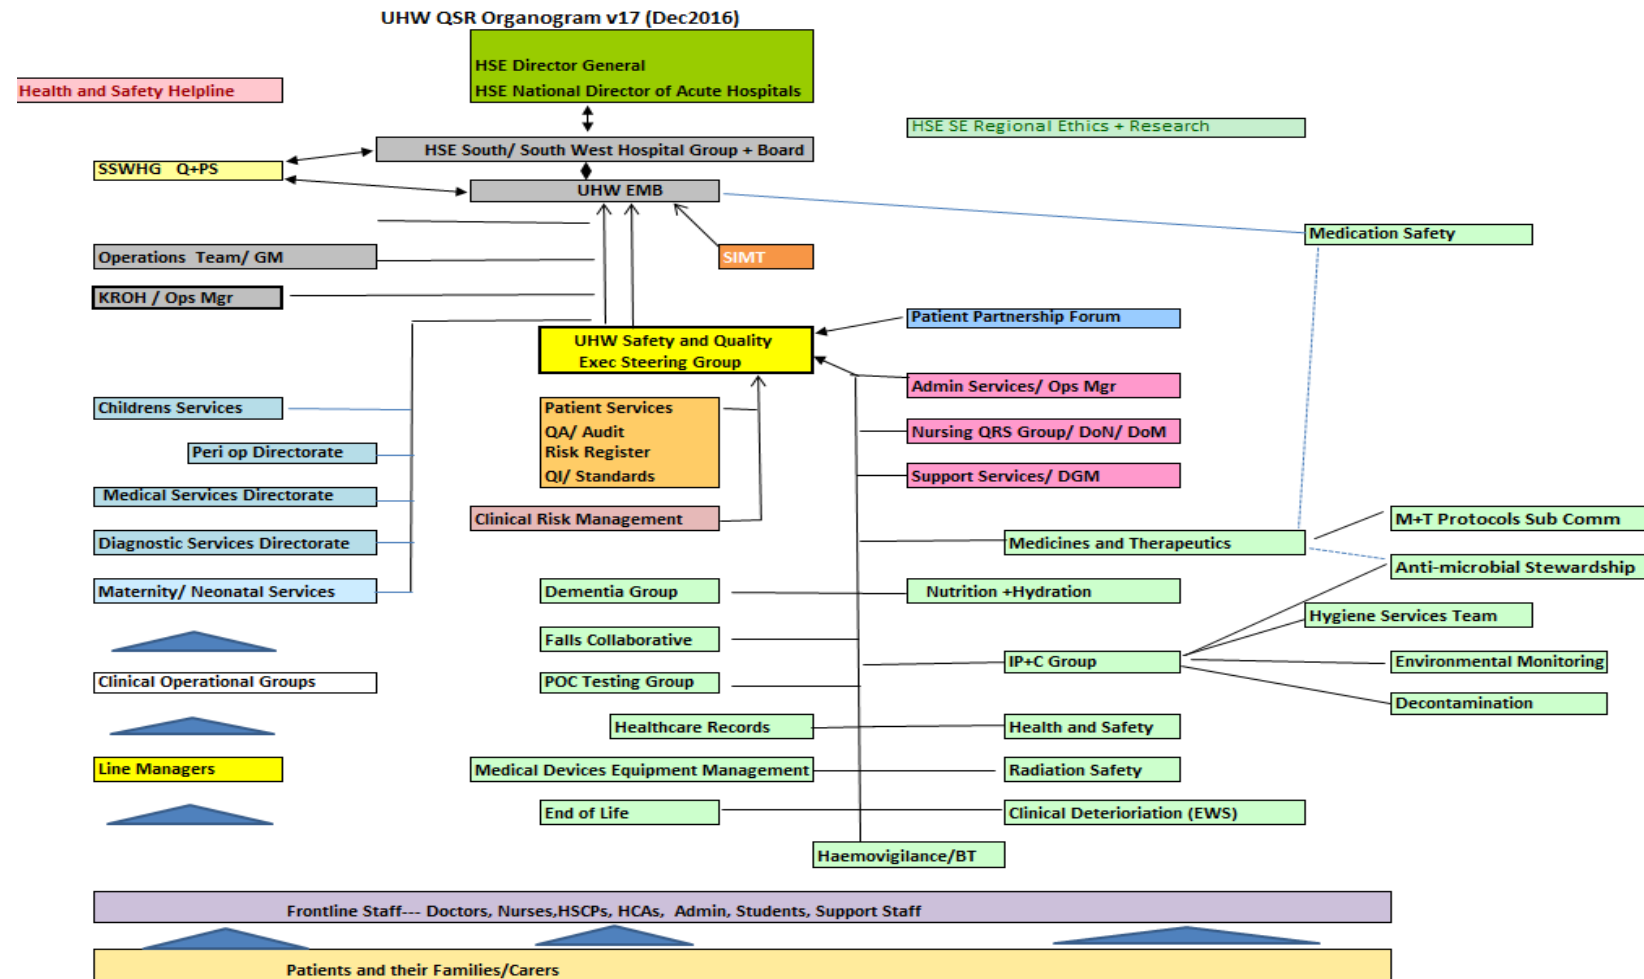 UHW QSR Organogram v17 (Dec2016)
HSE Director General
HSE National Director of Acute Hospitals
Health and Safety Helpline
HSE SE Regional Ethics + Research
HSE South/ South West Hospital Group + Board
SSWHG Q+PS
UHW EMB
Medication Safety
Operations Team/ GM
SIMT
KROH / Ops Mgr
Patient Partnership Forum
UHW Safety and Quality
Exec Steering Group
Admin Services/ Ops Mgr
Childrens Services
Patient Services
QA/ Audit
Risk Register
QI/ Standards
Nursing QRS Group/ DoN/ DoM
Peri op Directorate
Support Services/ DGM
Medical Services Directorate
Clinical Risk Management
M+T Protocols Sub Comm
Diagnostic Services Directorate
Medicines and Therapeutics
Anti-microbial Stewardship
Maternity/ Neonatal Services
Dementia Group
Nutrition +Hydration
Hygiene Services Team
Falls Collaborative
IP+C Group
Environmental Monitoring
Clinical Operational Groups
POC Testing Group
Decontamination
Healthcare Records
Health and Safety
Line Managers
Medical Devices Equipment Management
Radiation Safety
End of Life
Clinical Deterioriation (EWS)
Haemovigilance/BT
Frontline Staff--- Doctors, Nurses,HSCPs, HCAs, Admin, Students, Support Staff
Patients and their Families/Carers